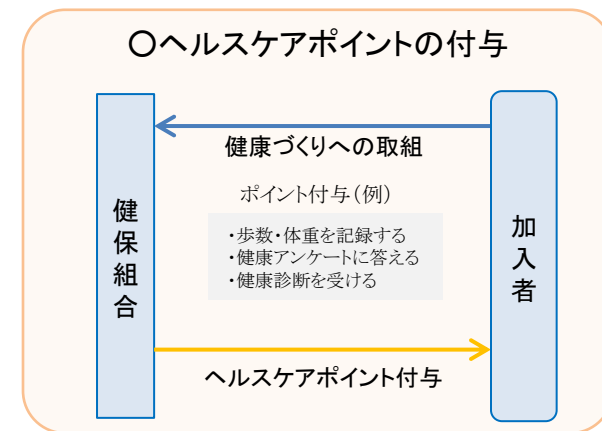 〇ヘルスケアポイントの付与
健康づくりへの取組
ポイント付与（例）
・歩数・体重を記録する
・健康アンケートに答える
・健康診断を受ける
健保組合
加入者
ヘルスケアポイント付与